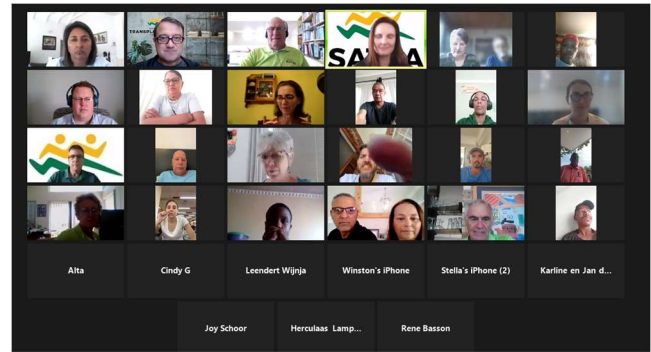 TRANSPL
SA
A
Alta
Cindy G
Leendert Wijnja
Winston's iPhone
Stella's iPhone (2)
Karline en Jan d...
Joy Schoor
Herculaas Lamp...
Rene Basson